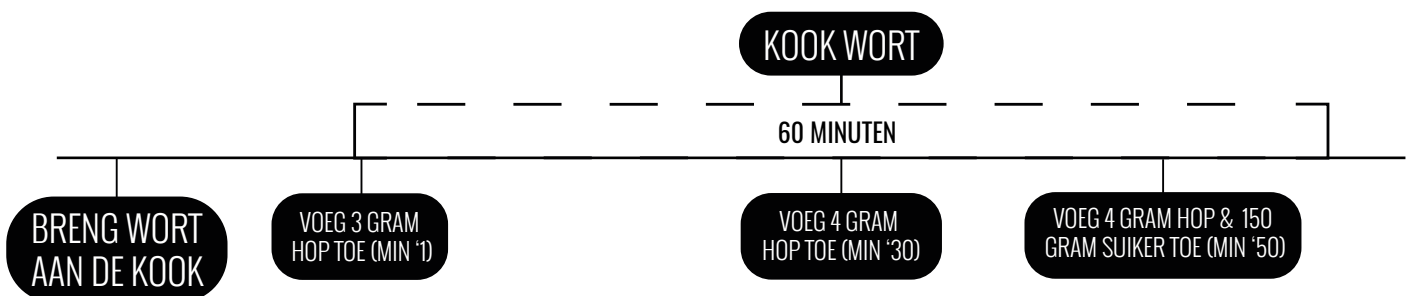 KOOK WORT
60 MINUTEN
BRENG WORT
AAN DE KOOK
VOEG 3 GRAM
HOP TOE (MIN ‘1)
VOEG 4 GRAM
HOP TOE (MIN ‘30)
VOEG 4 GRAM HOP & 150
GRAM SUIKER TOE (MIN ‘50)